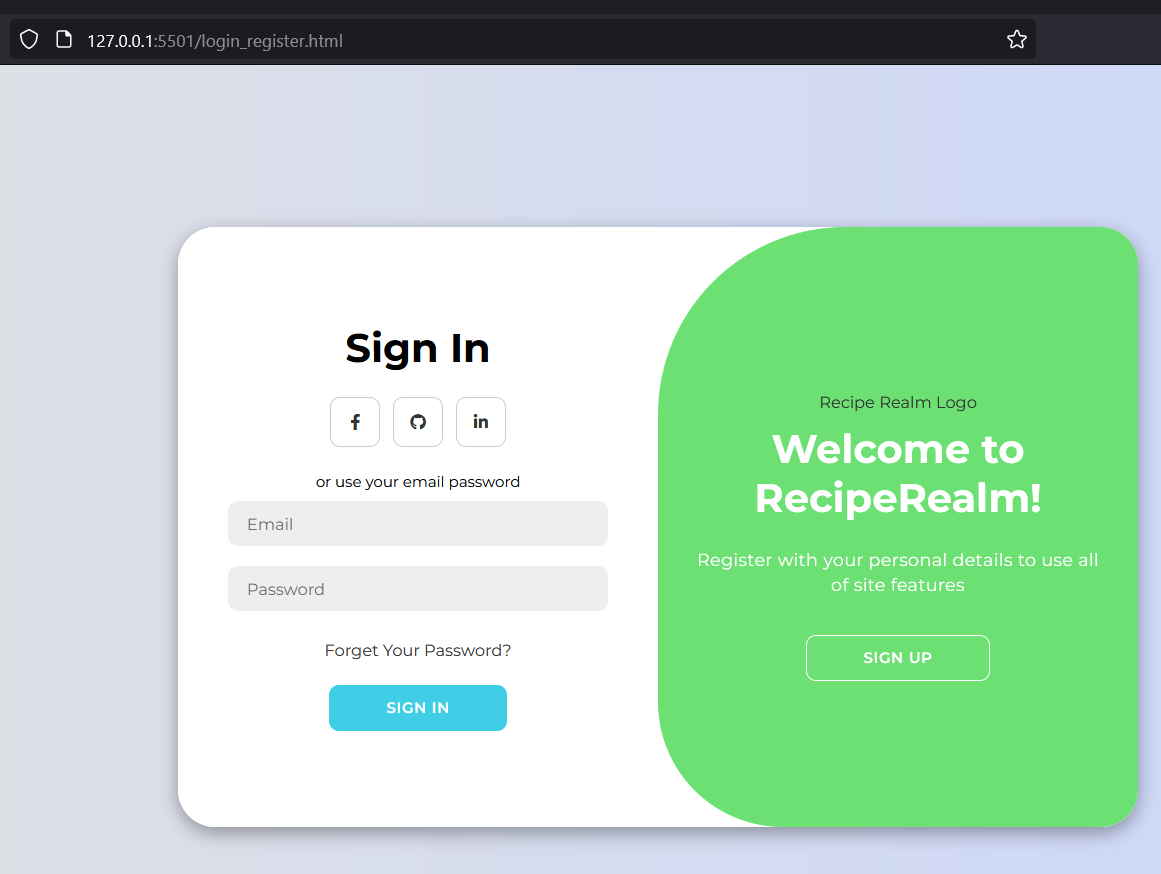 127.0.0.1:5501/login_register.html
Sign In
or use your email password
Email
Password
Forget Your Password?
SIGN IN
Recipe Realm Logo
Welcome to
RecipeRealm!
Register with your personal details to use all
of site features
SIGN UP